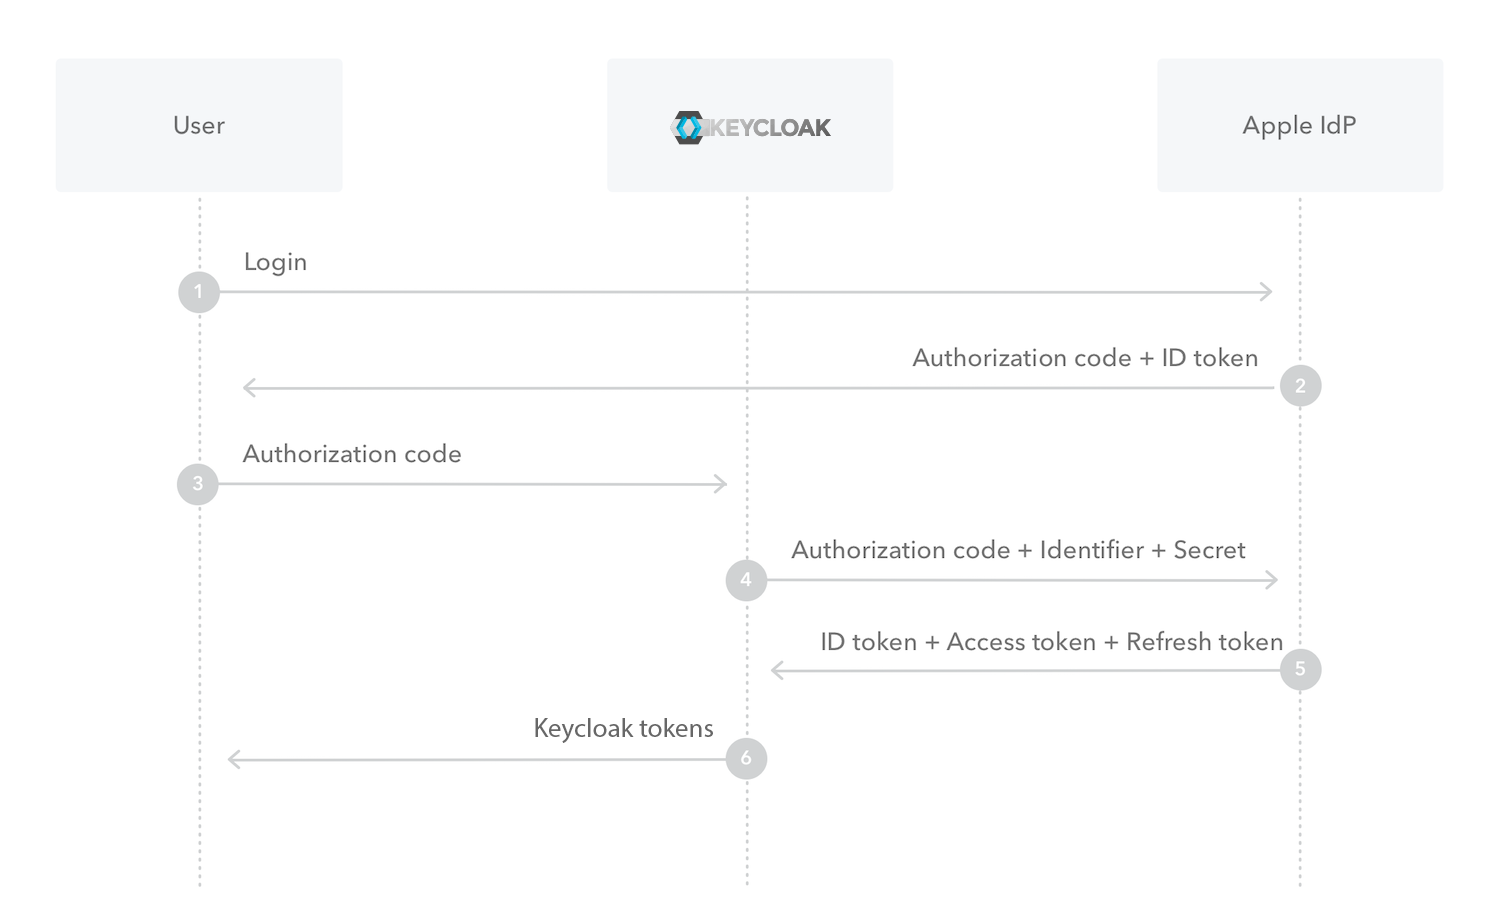 User
KEYCLOAK
Apple IdP
Login
1
Authorization code + ID token
2
Authorization code
3
Authorization code + Identifier + Secret
4
ID token + Access token + Refresh token
5
Keycloak tokens
6